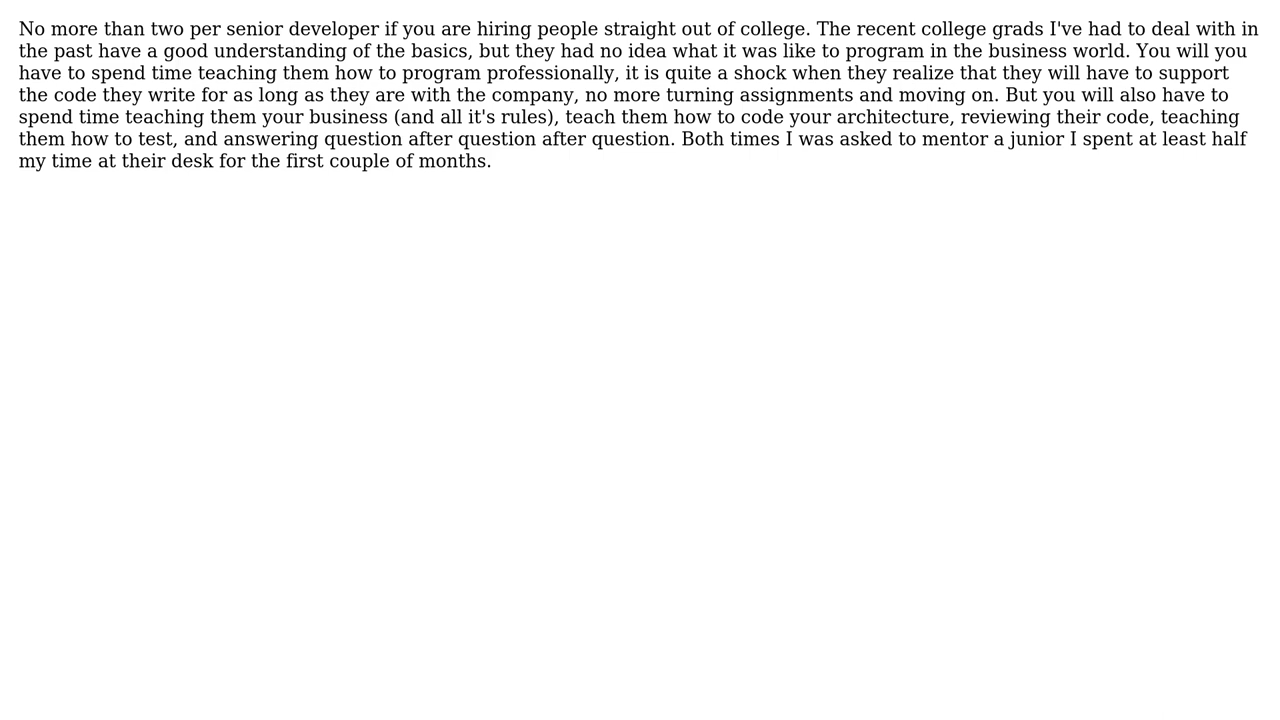 No more than two per senior developer if you are hiring people straight out of college. The recent college grads I've had to deal with in
the past have a good understanding of the basics, but they had no idea what it was like to program in the business world. You will you
have to spend time teaching them how to program professionally, it is quite a shock when they realize that they will have to support
the code they write for as long as they are with the company, no more turning assignments and moving on. But you will also have to
spend time teaching them your business (and all it's rules), teach them how to code your architecture, reviewing their code, teaching
them how to test, and answering question after question after question. Both times I was asked to mentor a junior I spent at least half
my time at their desk for the first couple of months.